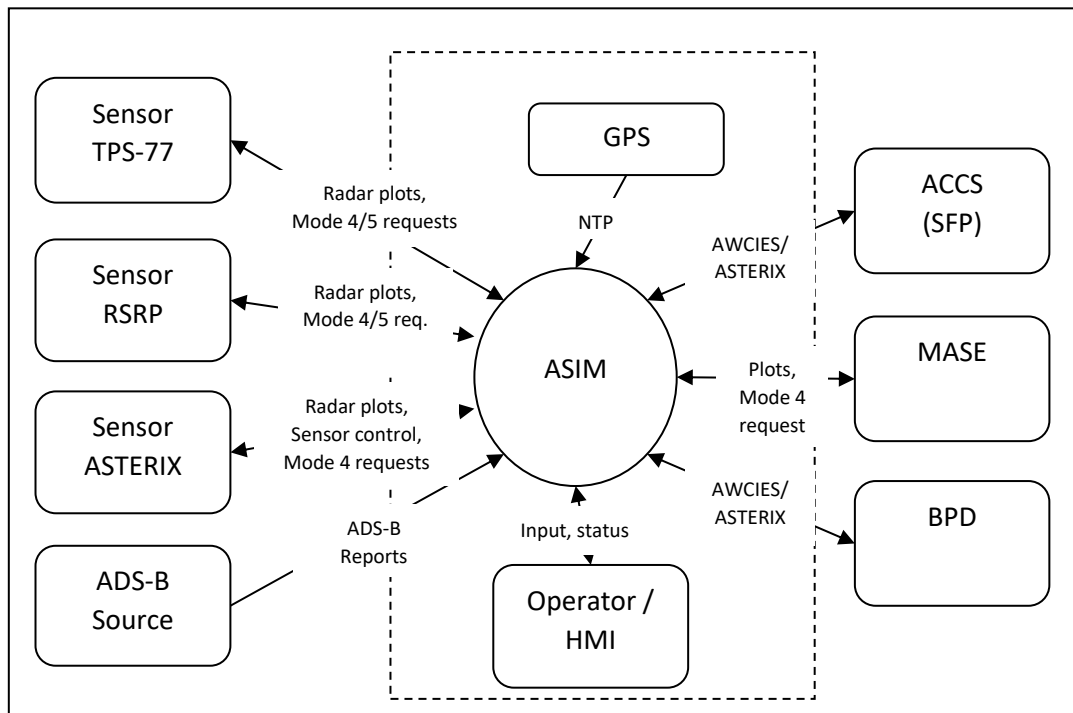 Sensor
TPS-77
Sensor
RSRP
Sensor
ASTERIX
ADS-B
Source
Radar plots,
Mode 4/5 requests
Radar plots,
Mode 4/5 req.
Radar plots,
Sensor control,
Mode 4 requests
ADS-B
Reports
GPS
NTP
ASIM
Input, status
Operator /
HMI
AWCIES/
ASTERIX
Plots,
Mode 4
request
AWCIES/
ASTERIX
ACCS
(SFP)
MASE
BPD